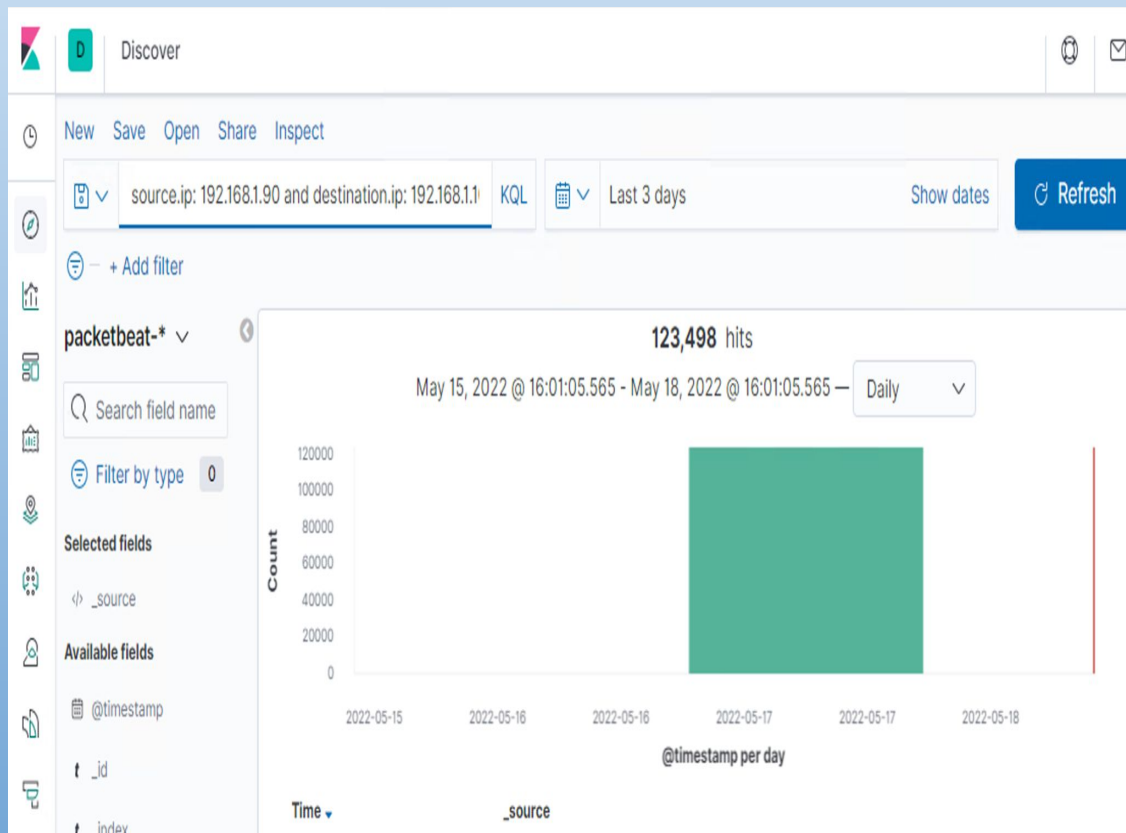 D Discover
New Save Open Share Inspect
source.ip: 192.168.1.90 and destination.ip: 192.168.1.1 KQL Last 3 days Show dates Refresh
+ Add filter
packetbeat-*
Search field name
Filter by type 0
Selected fields
</> _source
Available fields
@timestamp
t _id
t _index
123,498 hits
May 15, 2022 @ 16:01:05.565 - May 18, 2022 @ 16:01:05.565 — Daily
Count
120000
100000
80000
60000
40000
20000
0
2022-05-15 2022-05-16 2022-05-16 2022-05-17 2022-05-17 2022-05-18
@timestamp per day
Time _source